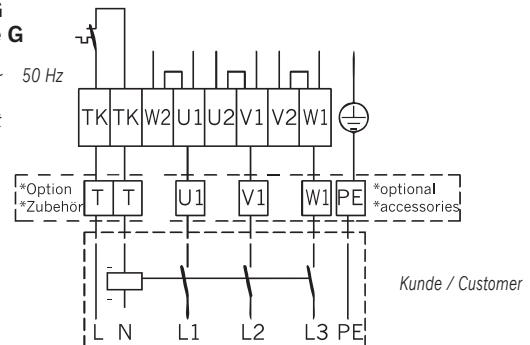 G
e G
50 Hz
TK TK W2 U1 U2 V1 V2 W1
*Option
*Zubehör
T T U1 V1 W1 PE
*optional
*accessories
Kunde / Customer
L N L1 L2 L3 PE